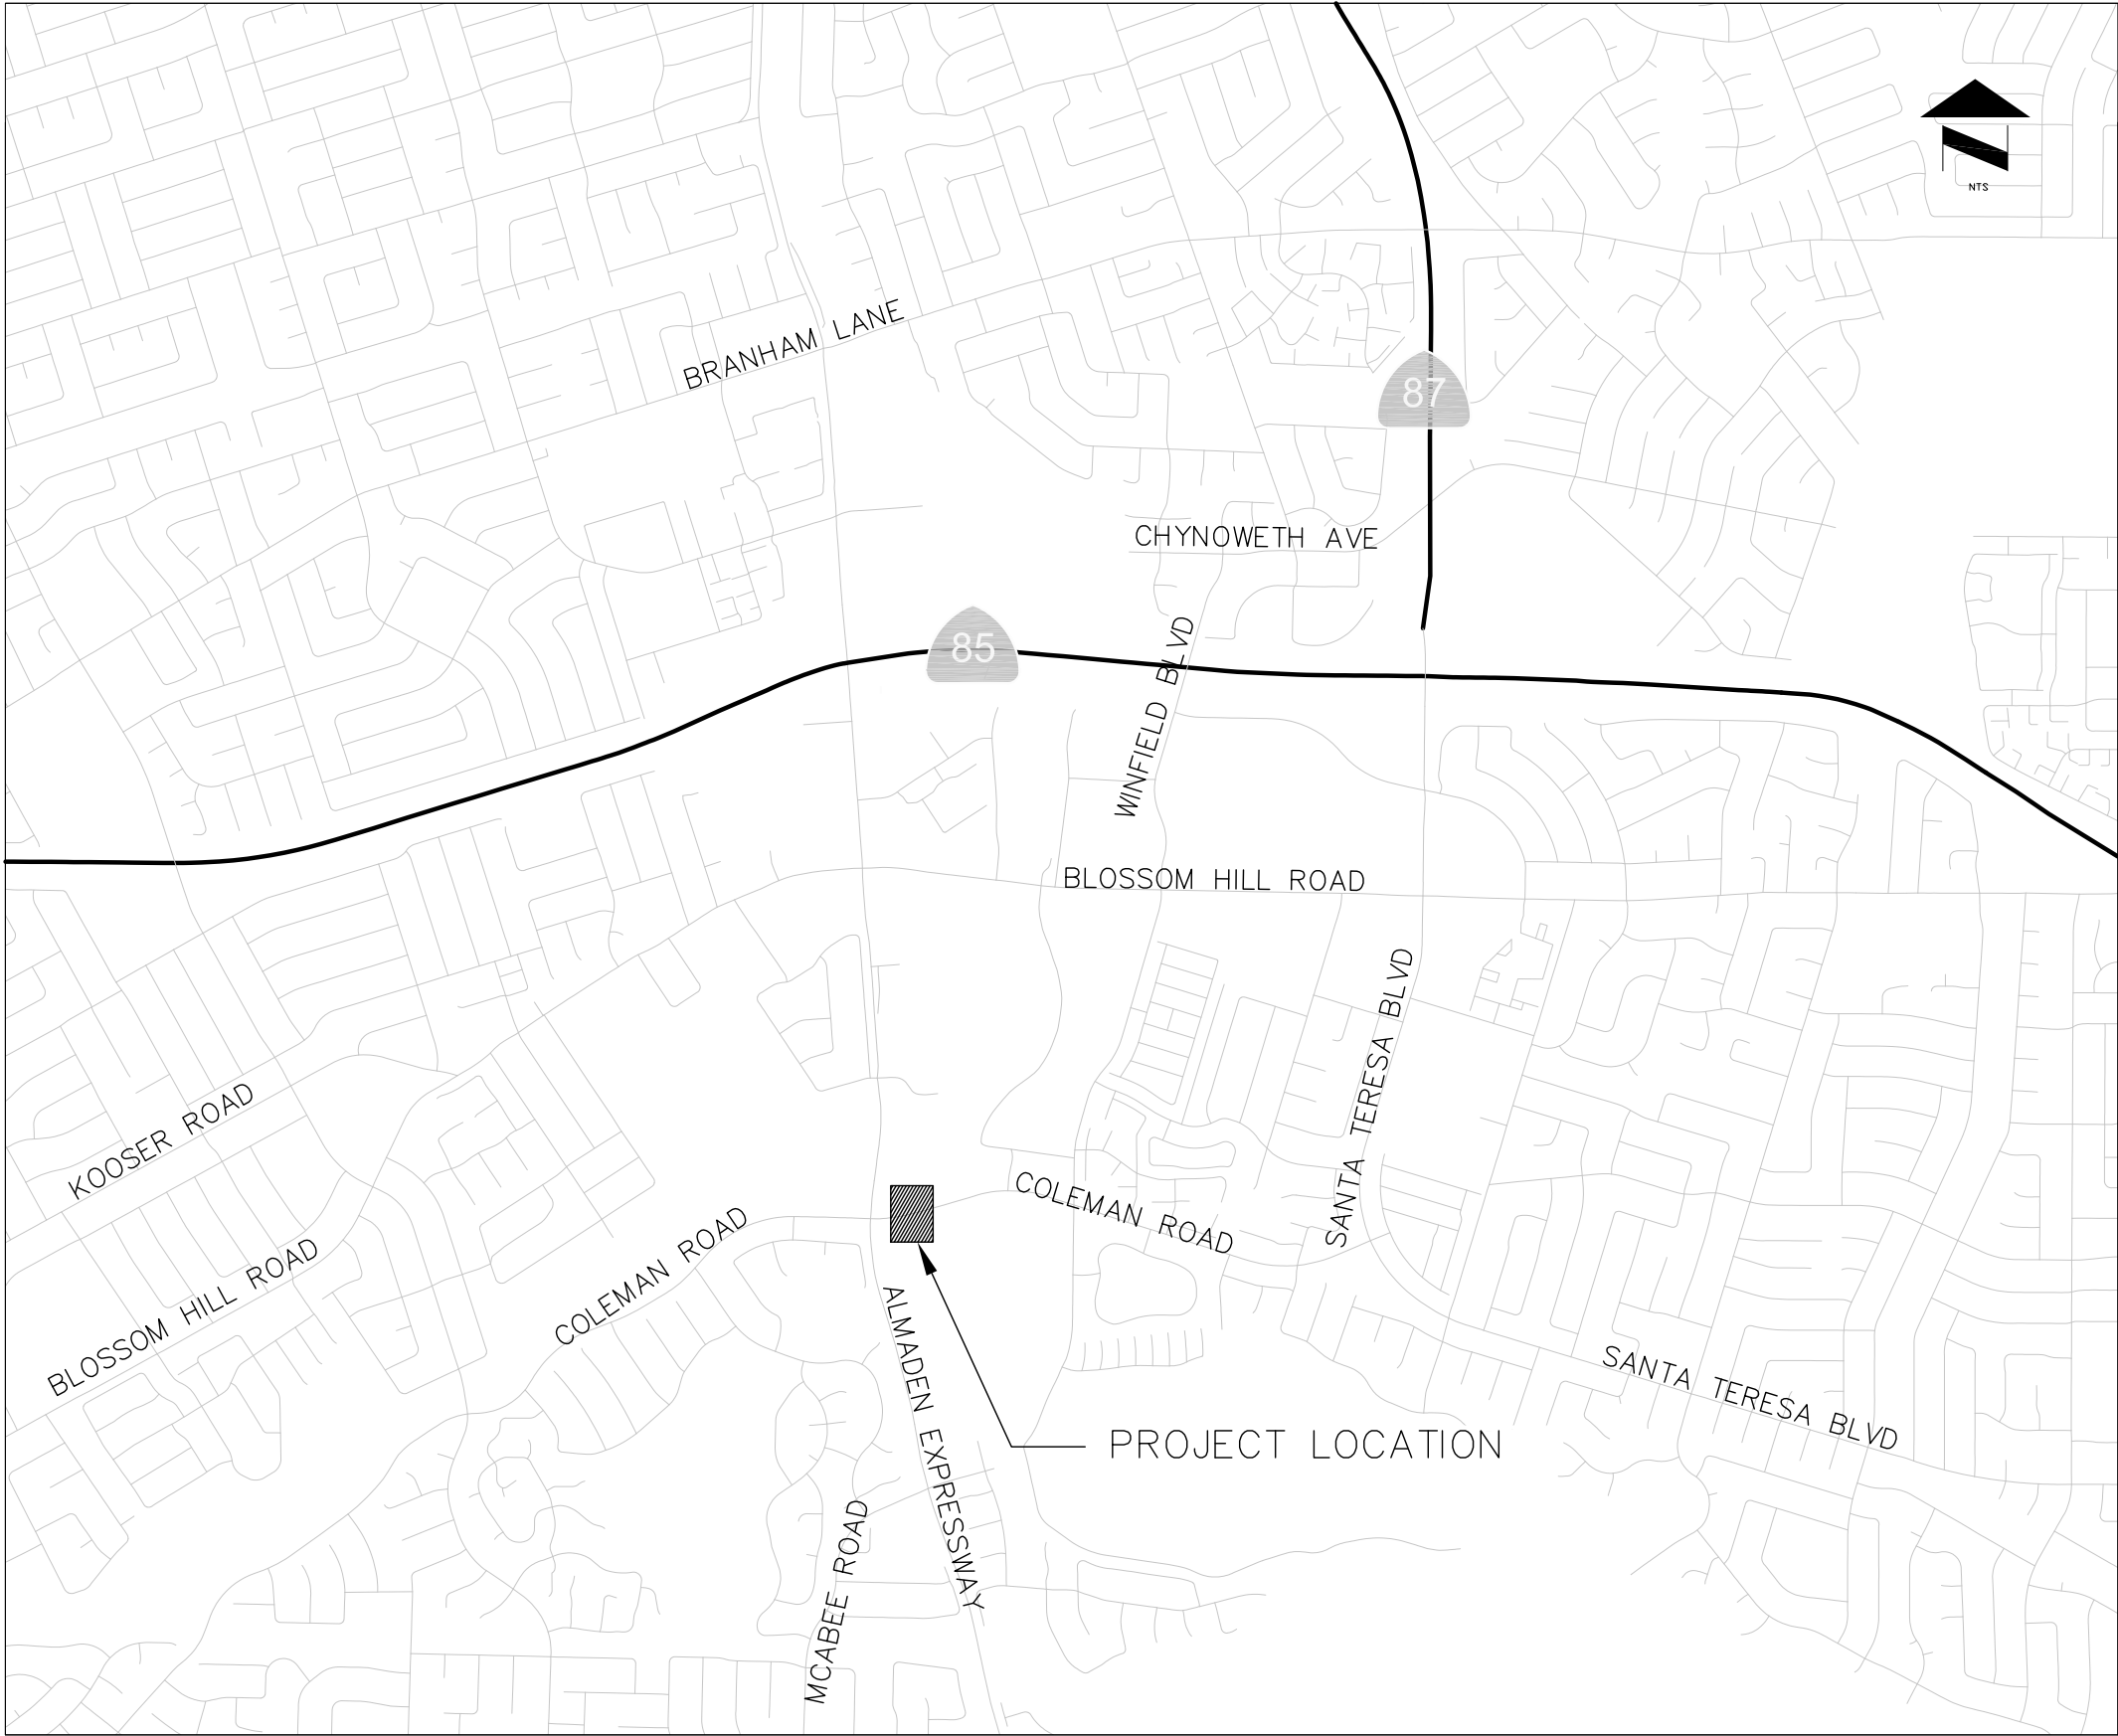 NTS
BRANHAM LANE
87
CHYNOWETH AVE
85
WINFIELD BLVD
BLOSSOM HILL ROAD
SANTA TERESA BLVD
KOOSER ROAD
COLEMAN ROAD
COLEMAN ROAD
BLOSSOM HILL ROAD
ALMADEN EXPRESSWAY
SANTA TERESA BLVD
PROJECT LOCATION
MCABEE ROAD